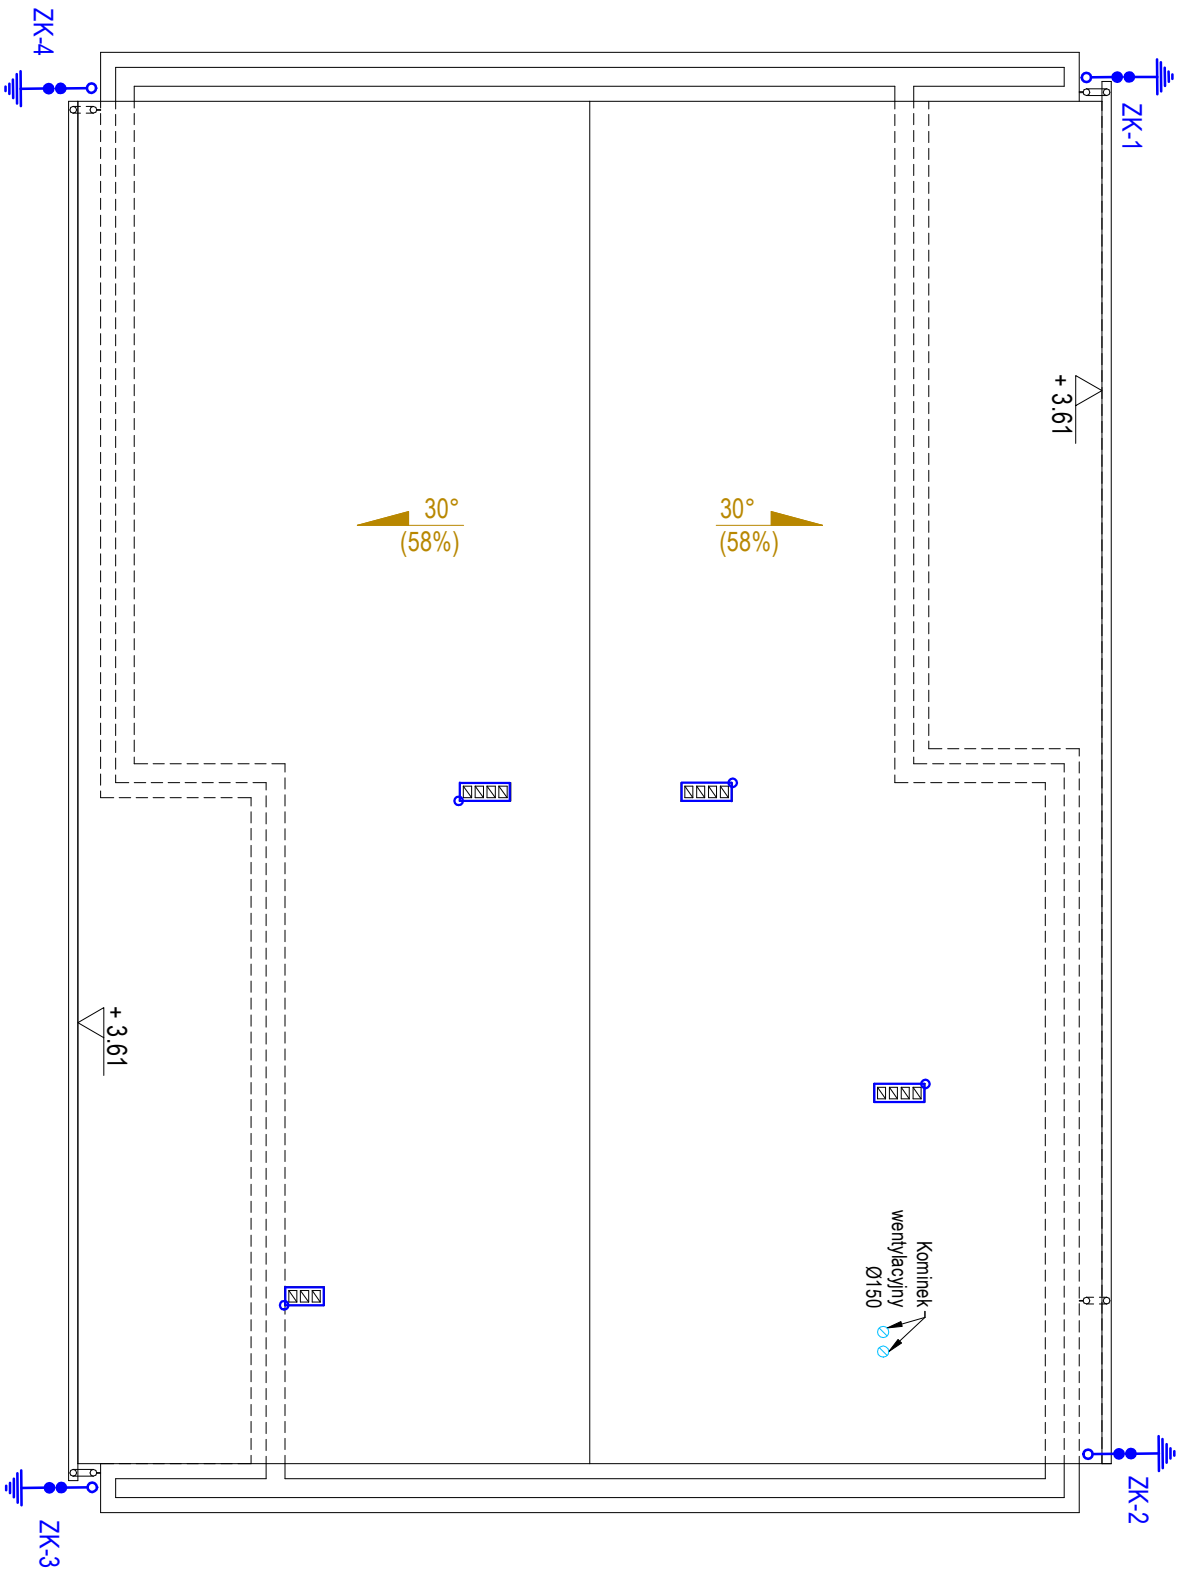 ZK-4
ZK-1
+ 3.61
30°
(58%)
30°
(58%)
+ 3.61
Kominek
wentylacyjny
Ø150
ZK-2
ZK-3